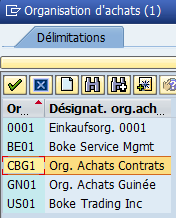 Organisation d'achats (1)
Délimitations
Or... Désignat. org.ach
0001 Einkaufsorg. 0001
BE01 Boke Service Mgmt
CBG1 Org. Achats Contrats
GN01 Org. Achats Guinée
US01 Boke Trading Inc